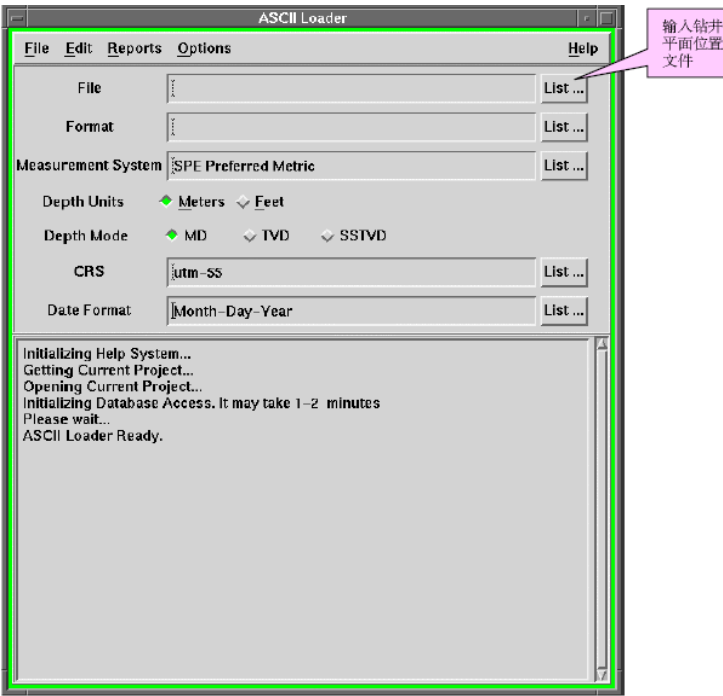 ASCII Loader
File Edit Reports Options Help
输入钻井
平面位置
文件
File List ...
Format List ...
Measurement System SPE Preferred Metric List ...
Depth Units Meters Feet
Depth Mode MD TVD SSTVD
CRS utm-55 List ...
Date Format Month-Day-Year List ...
Initializing Help System...
Getting Current Project...
Opening Current Project...
Initializing Database Access. It may take 1-2 minutes
Please wait...
ASCII Loader Ready.